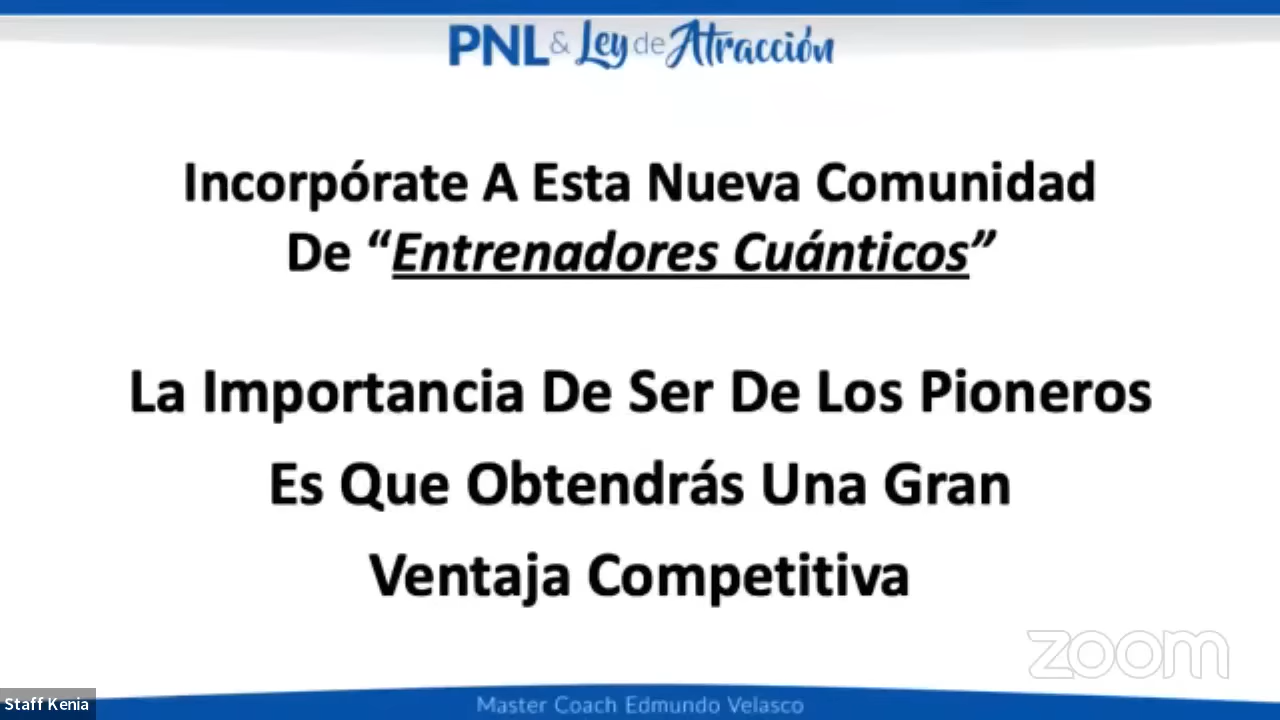 PNL & Ley de Atracción
Incorpórate A Esta Nueva Comunidad
De “Entrenadores Cuánticos”
La Importancia De Ser De Los Pioneros
Es Que Obtendrás Una Gran
Ventaja Competitiva
zoom
Staff Kenia
Master Coach Edmundo Velasco